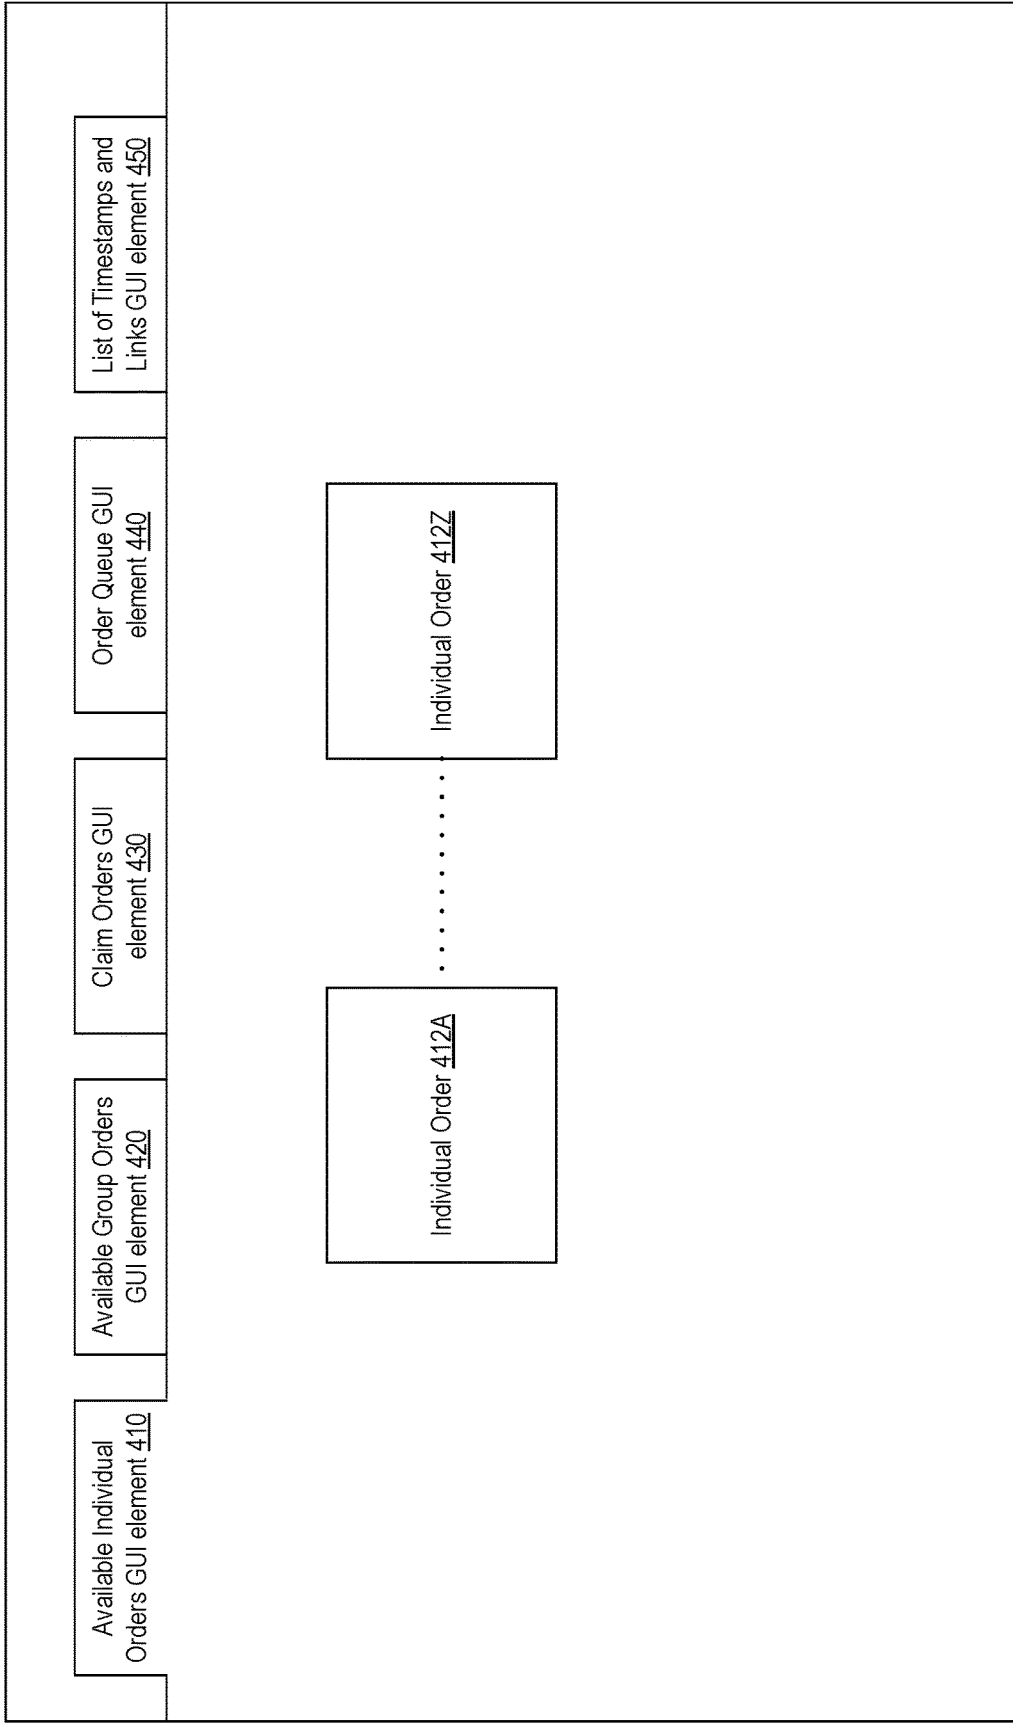 Available Individual
Orders GUI element 410
Available Group Orders
GUI element 420
Claim Orders GUI
element 430
Order Queue GUI
element 440
List of Timestamps and
Links GUI element 450
Individual Order 412A
Individual Order 412Z